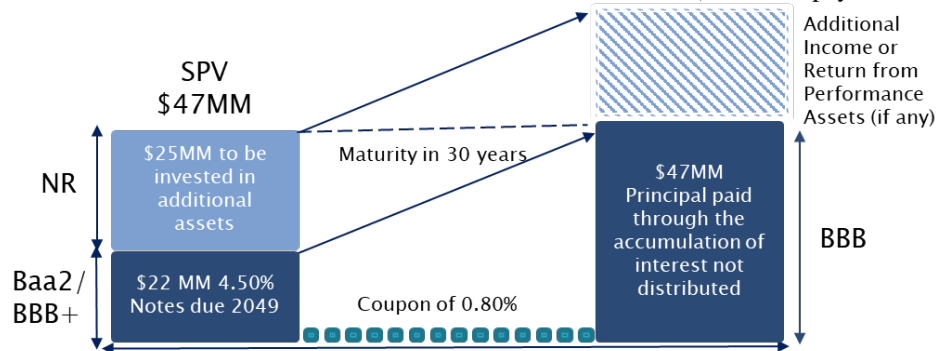 Additional
Income or
Return from
Performance
Assets (if any)
SPV
$47MM
NR
$25MM to be
invested in
additional
assets
Maturity in 30 years
$47MM
Principal paid
through the
accumulation of
interest not
distributed
BBB
Baa2/
BBB+
$22 MM 4.50%
Notes due 2049
Coupon of 0.80%